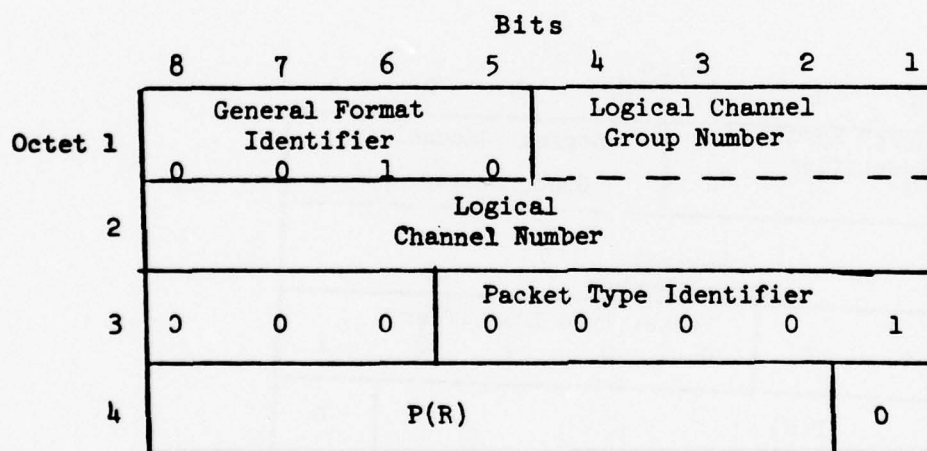 Bits
8 7 6 5 4 3 2 1
General Format Logical Channel
Octet 1 Identifier Group Number
0 0 1 0
Logical
2 Channel Number
Packet Type Identifier
3 0 0 0 0 0 0 0 1
4 P(R) 0